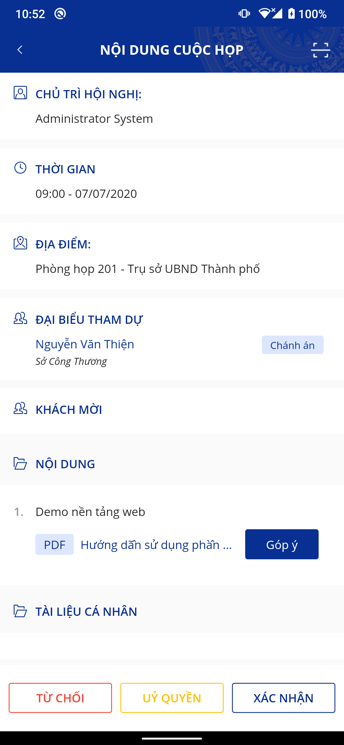 10:52
100%
NỘI DUNG CUỘC HỌP
CHỦ TRÌ HỘI NGHỊ:
Administrator System
THỜI GIAN
09:00 - 07/07/2020
ĐỊA ĐIỂM:
Phòng họp 201 - Trụ sở UBND Thành phố
ĐẠI BIỂU THAM DỰ
Nguyễn Văn Thiện
Chánh án
Sở Công Thương
KHÁCH MỜI
NỘI DUNG
1. Demo nền tảng web
PDF Hướng dẫn sử dụng phần ... Góp ý
TÀI LIỆU CÁ NHÂN
TỪ CHỐI UỶ QUYỀN XÁC NHẬN